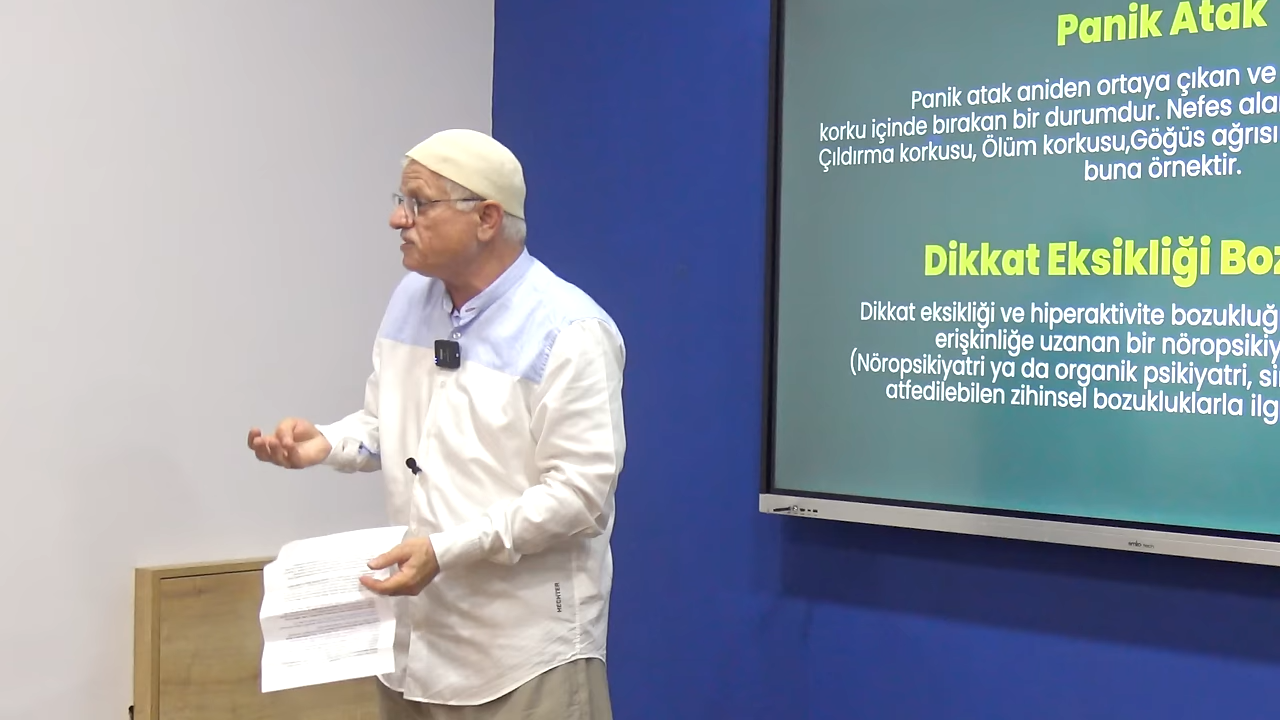 Panik Atak
Panik atak aniden ortaya çıkan ve
korku içinde bırakan bir durumdur. Nefes
Çıldırma korkusu, Ölüm korkusu,Göğüs ağrısı
buna örnektir.
Dikkat Eksikliği
Dikkat eksikliği ve hiperaktivite
erişkinliğe uzanan bir
(Nöropsikiyatri ya da organik psikiyatri,
atfedilebilen zihinsel bozukluklarla
HECHTER